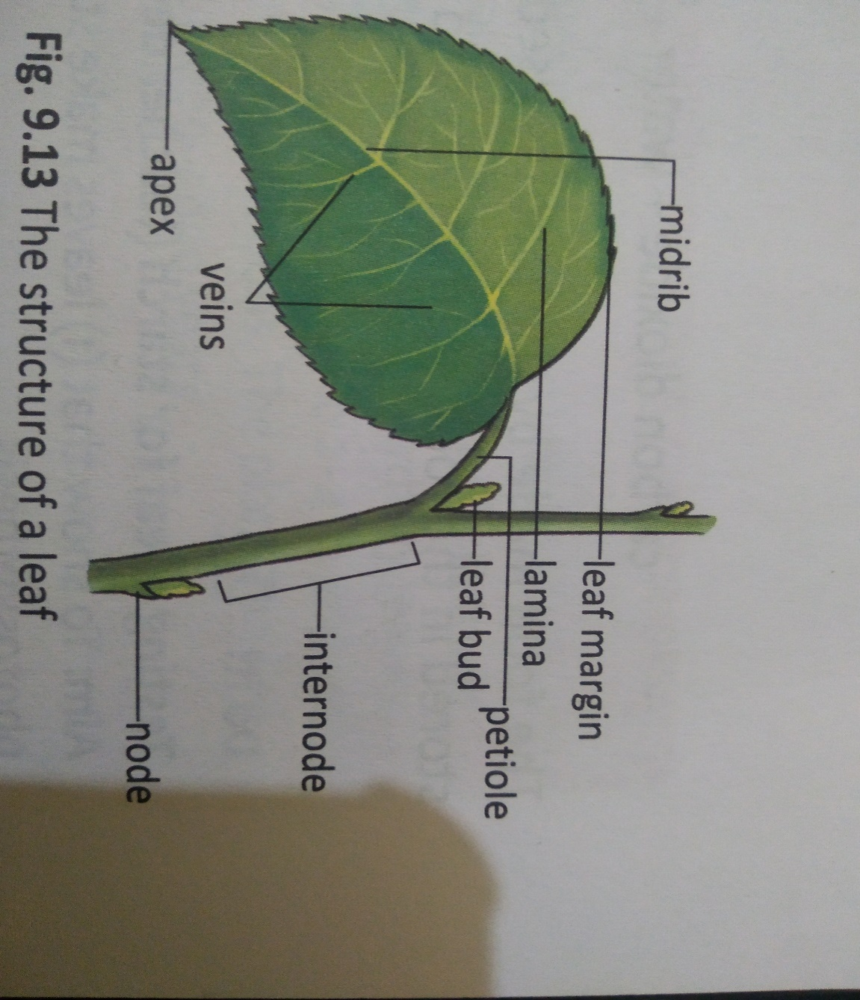 midrib
leaf margin
lamina
petiole
leaf bud
internode
veins
apex
node
Fig. 9.13 The structure of a leaf